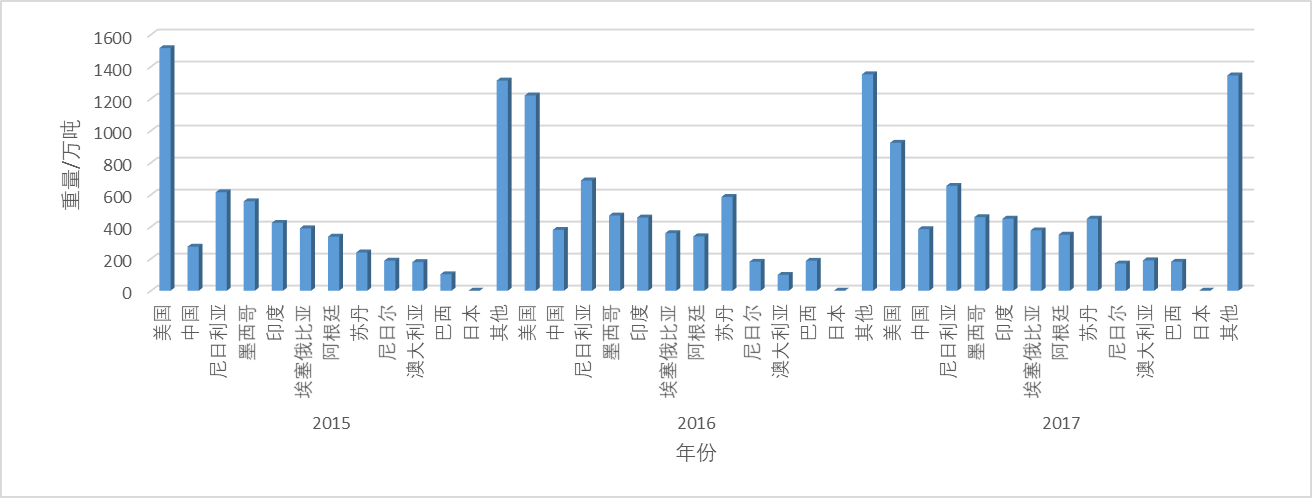 重量/万吨
1600
1400
1200
1000
800
600
400
200
0
美国
中国
尼日利亚
墨西哥
印度
埃塞俄比亚
阿根廷
苏丹
尼日尔
澳大利亚
巴西
日本
其他
美国
中国
尼日利亚
墨西哥
印度
埃塞俄比亚
阿根廷
苏丹
尼日尔
澳大利亚
巴西
日本
其他
美国
中国
尼日利亚
墨西哥
印度
埃塞俄比亚
阿根廷
苏丹
尼日尔
澳大利亚
巴西
日本
其他
2015
2016
2017
年份